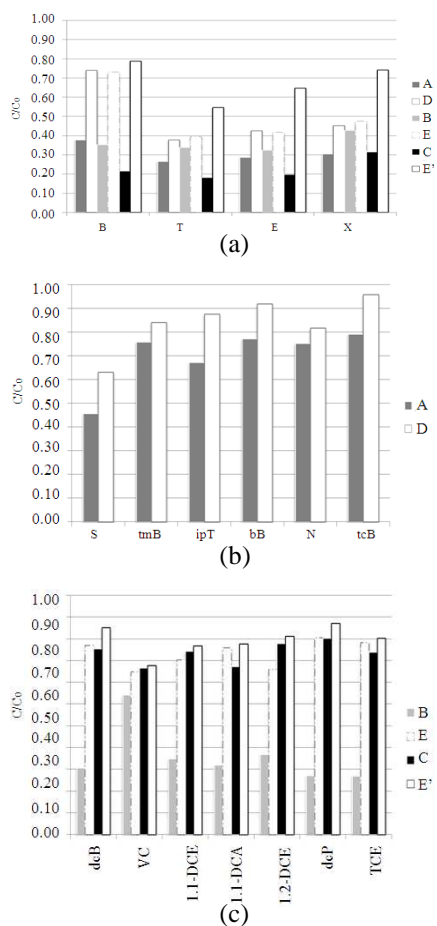 1.00
0.90
0.80
0.70
0.60
0.50
0.40
0.30
0.20
0.10
0.00
C/Co
B
T
E
X
A
D
B
E
C
E'
(a)
1.00
0.90
0.80
0.70
0.60
0.50
0.40
0.30
0.20
0.10
0.00
C/Co
S
tmB
ipT
bB
N
tcB
A
D
(b)
1.00
0.90
0.80
0.70
0.60
0.50
0.40
0.30
0.20
0.10
0.00
C/Co
dcB
VC
1.1-DCE
1.1-DCA
1.2-DCE
dcP
TCE
B
E
C
E'
(c)